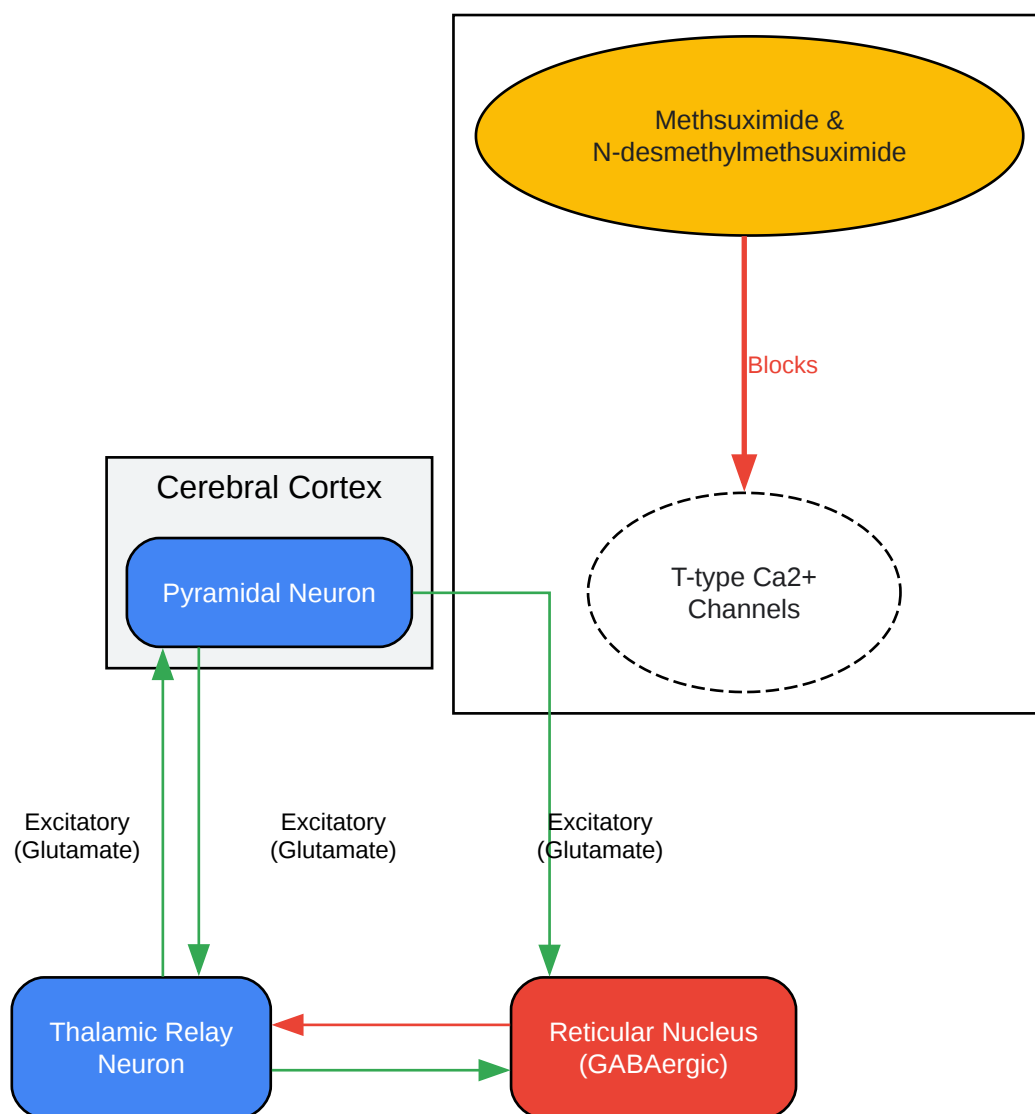 Methsuximide &
N-desmethylmethsuximide
Blocks
Cerebral Cortex
Pyramidal Neuron
T-type Ca2+
Channels
Excitatory
(Glutamate)
Excitatory
(Glutamate)
Excitatory
(Glutamate)
Thalamic Relay
Neuron
Reticular Nucleus
(GABAergic)